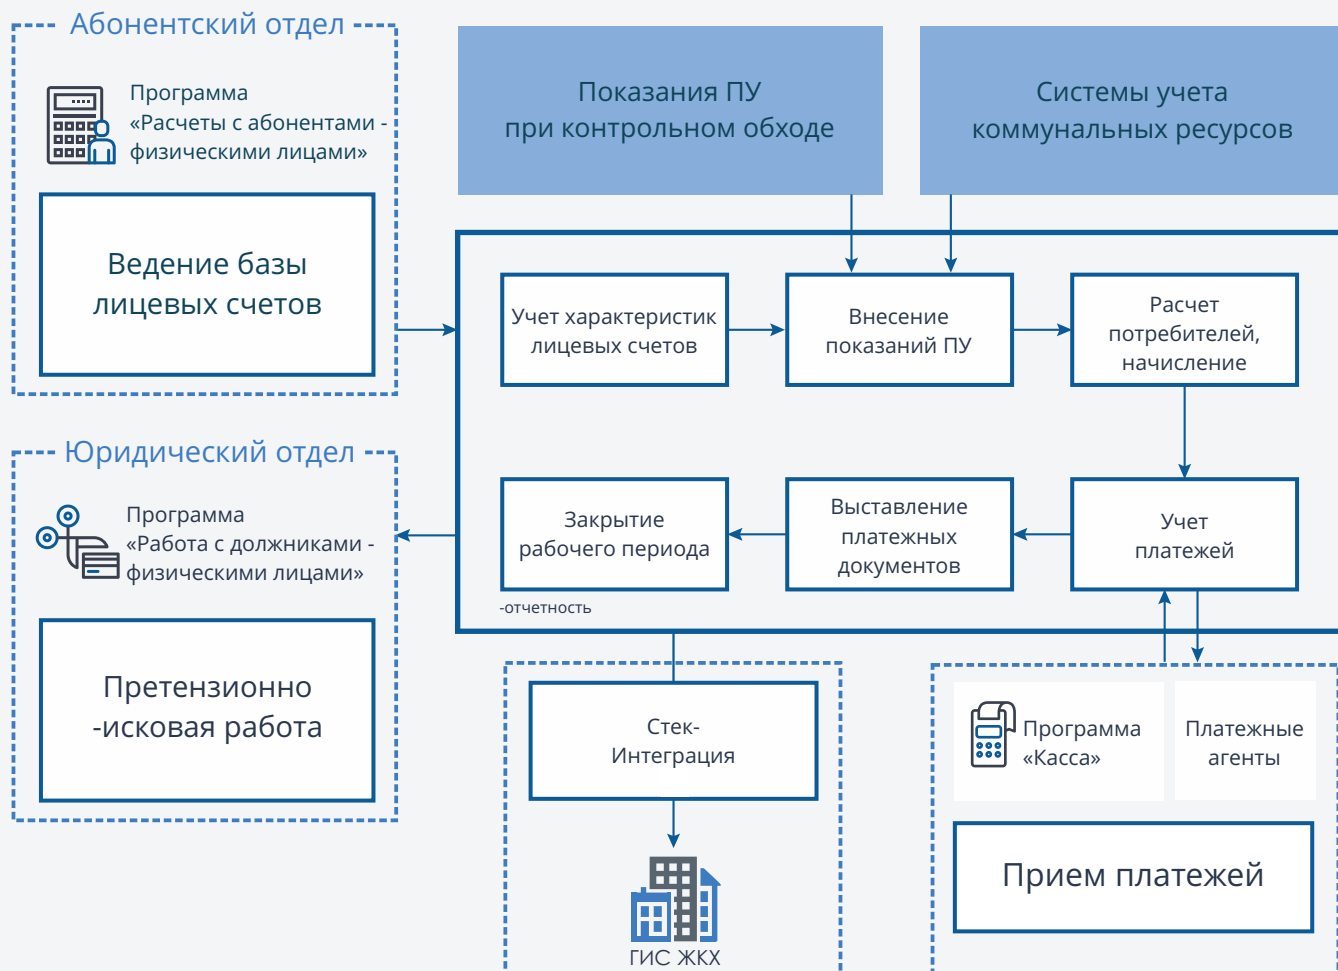 Абонентский отдел
Программа
«Расчеты с абонентами -
физическими лицами»
Ведение базы
лицевых счетов
Показания ПУ
при контрольном обходе
Системы учета
коммунальных ресурсов
Учет характеристик
лицевых счетов
Внесение
показаний ПУ
Расчет
потребителей,
начисление
Юридический отдел
Программа
«Работа с должниками -
физическими лицами»
Претензионно
-исковая работа
Закрытие
рабочего периода
-отчетность
Выставление
платежных
документов
Учет
платежей
Стек-
Интеграция
ГИС ЖКХ
Программа
«Касса»
Платежные
агенты
Прием платежей